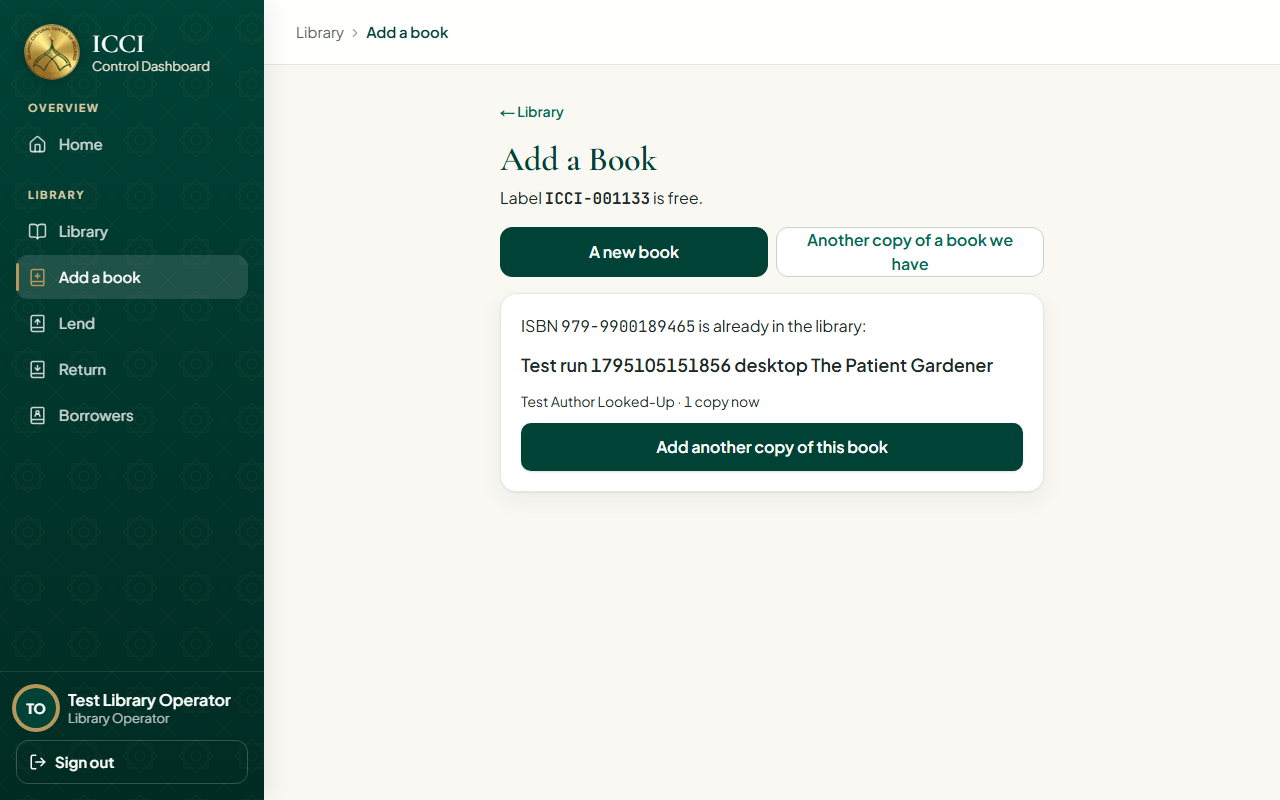 ICCI
Control Dashboard
OVERVIEW
Home
LIBRARY
Library
Add a book
Lend
Return
Borrowers
TO
Test Library Operator
Library Operator
Sign out
Library › Add a book
← Library
Add a Book
Label ICCI-001133 is free.
A new book
Another copy of a book we
have
ISBN 979-9900189465 is already in the library:
Test run 1795105151856 desktop The Patient Gardener
Test Author Looked-Up · 1 copy now
Add another copy of this book